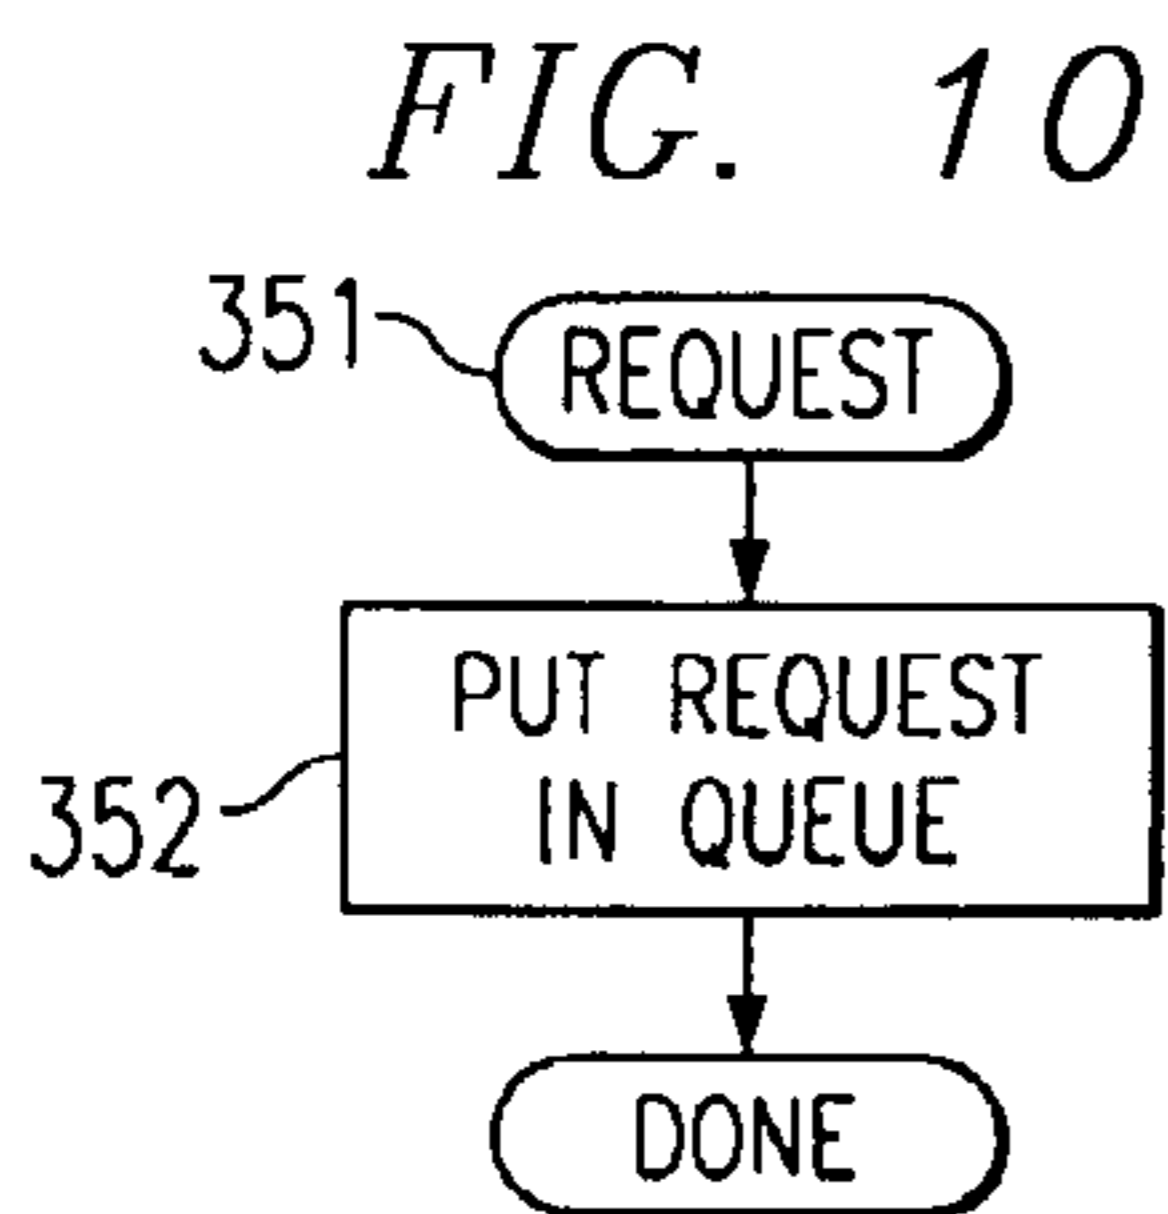 FIG. 10
351
REQUEST
PUT REQUEST
IN QUEUE
352
DONE